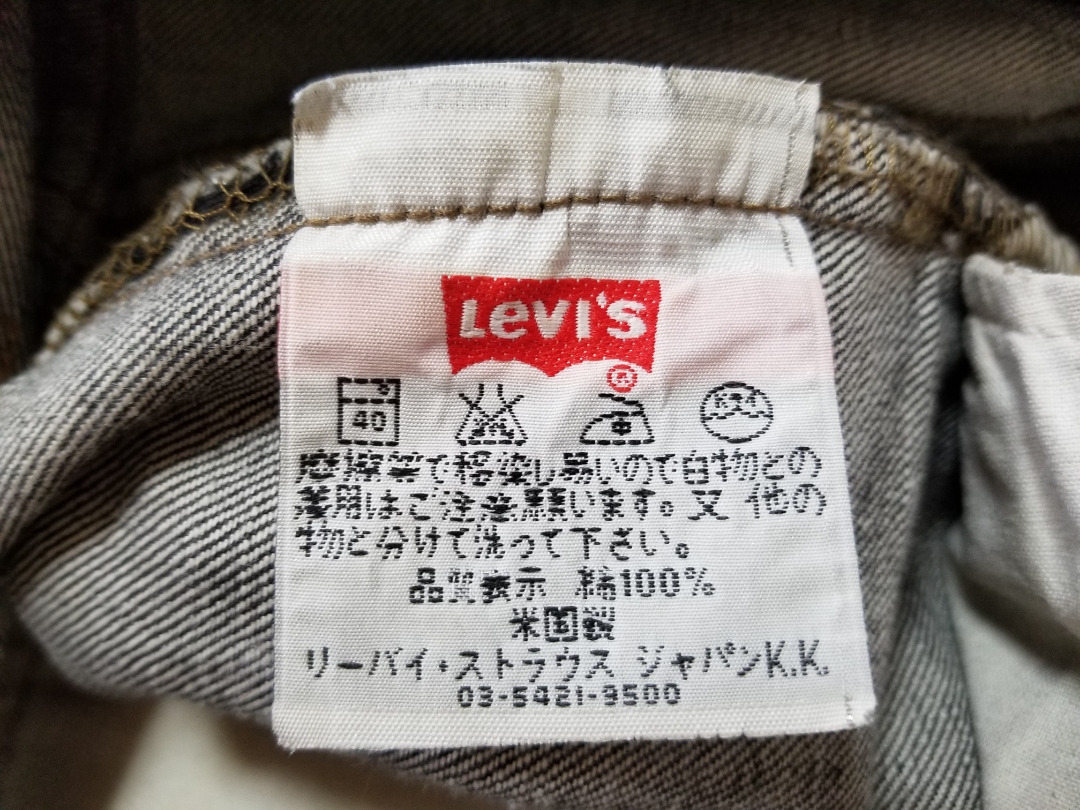 Levi's
®
40
摩擦等で移染し易いので白物との
着用はご注意願います。又 他の
物と分けて洗って下さい。
品質表示 綿100%
米国製
リーバイ・ストラウス ジャパンK.K.
03-5421-9500